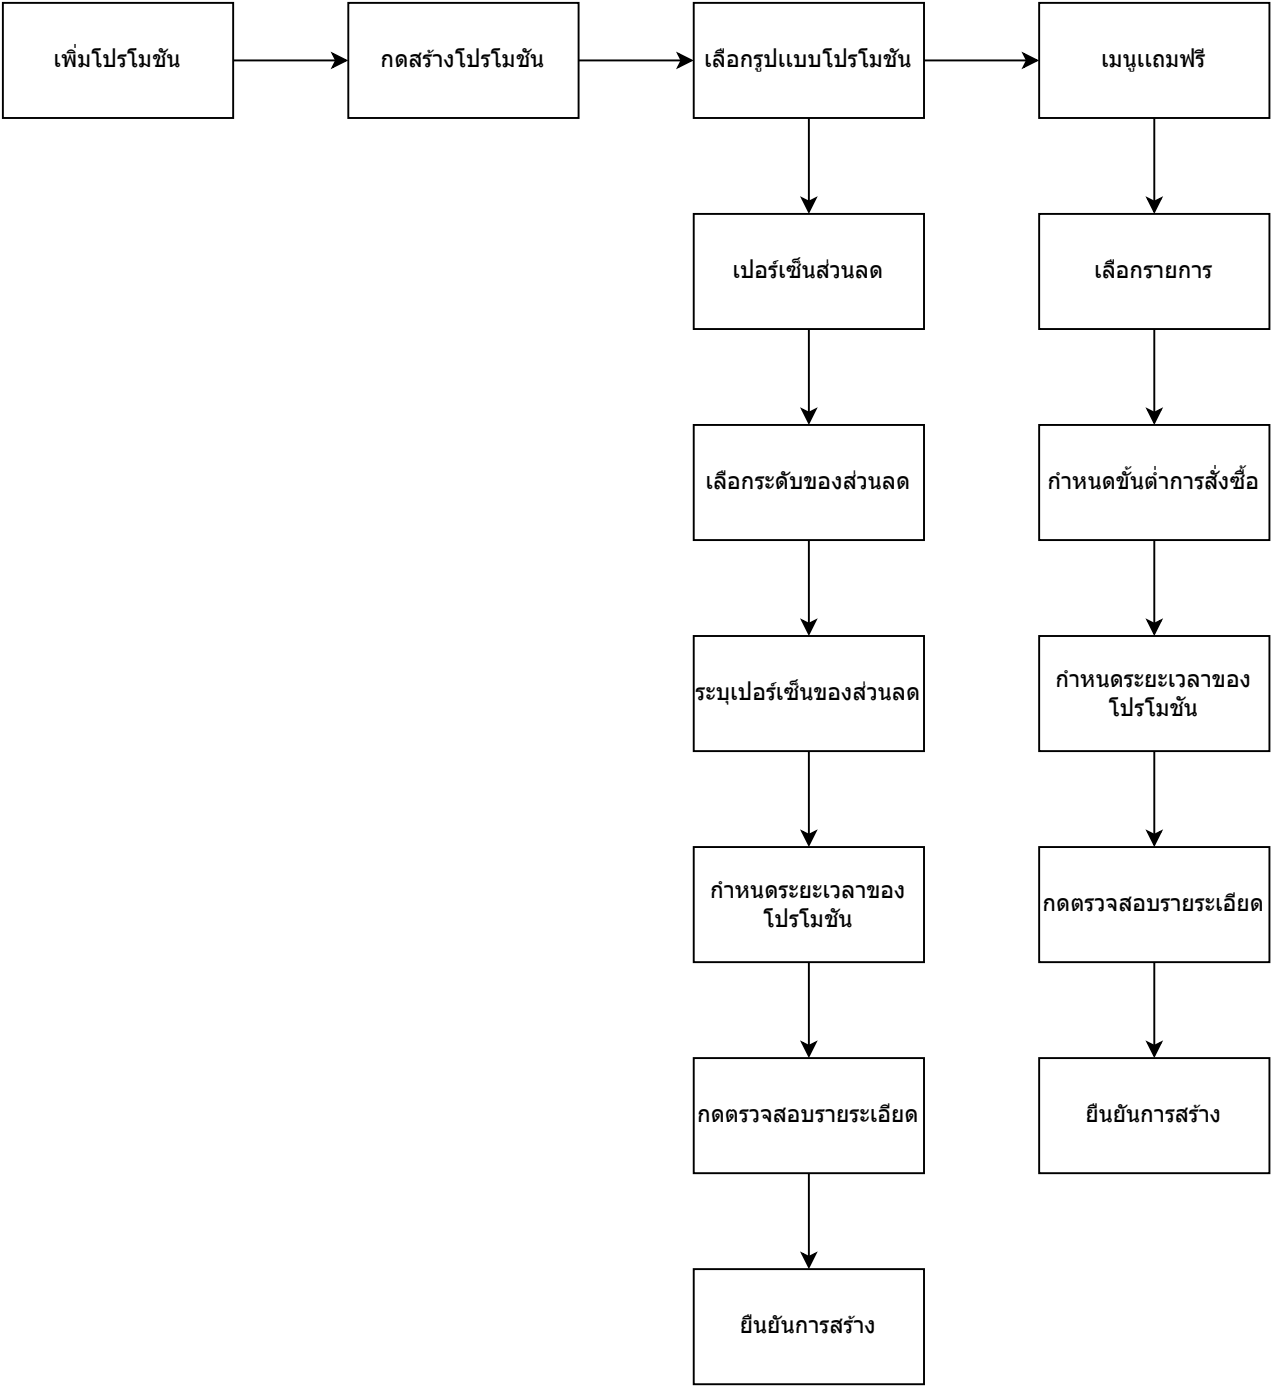 เพิ่มโปรโมชัน
กดสร้างโปรโมชัน
เลือกรูปแบบโปรโมชัน
เมนูแถมฟรี
เปอร์เซ็นส่วนลด
เลือกรายการ
เลือกระดับของส่วนลด
กำหนดขั้นต่ำการสั่งซื้อ
ระบุเปอร์เซ็นของส่วนลด
กำหนดระยะเวลาของ
โปรโมชัน
กำหนดระยะเวลาของ
โปรโมชัน
กดตรวจสอบรายระเอียด
กดตรวจสอบรายระเอียด
ยืนยันการสร้าง
ยืนยันการสร้าง